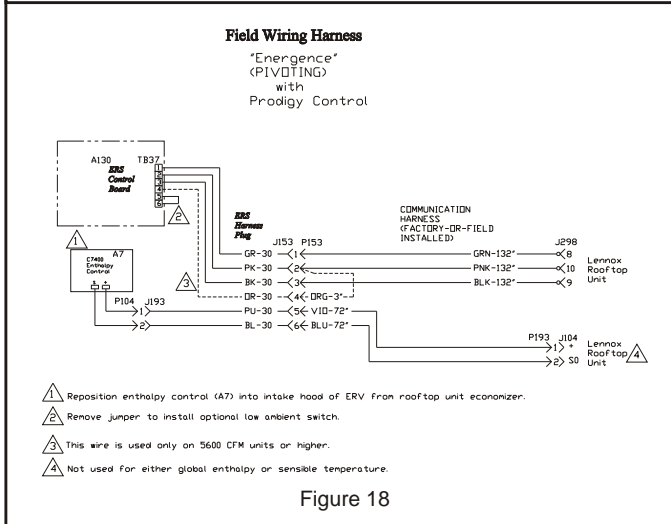 Field Wiring Harness
"Energence"
(PIVOTING)
with
Prodigy Control
A130 TB37
ERS
Control
Board
1
2
3
4
5
6
2
1
C7400
Enthalpy
Control
A7
S +
P104 J193
1
2
3
ERS
Harness
Plug
J153 P153
GR-30 1 GRN-132"
PK-30 2 PNK-132"
BK-30 3 BLK-132"
OR-30 4 ORG-3"
PU-30 5 VIO-72"
BL-30 6 BLU-72"
COMMUNICATION
HARNESS
(FACTORY-OR-FIELD
INSTALLED)
J298
8
10
9
Lennox
Rooftop
Unit
P193 J104
1 +
2 SO
Lennox
Rooftop
Unit
4
1 Reposition enthalpy control (A7) into intake hood of ERV from rooftop unit economizer.
2 Remove jumper to install optional low ambient switch.
3 This wire is used only on 5600 CFM units or higher.
4 Not used for either global enthalpy or sensible temperature.
Figure 18